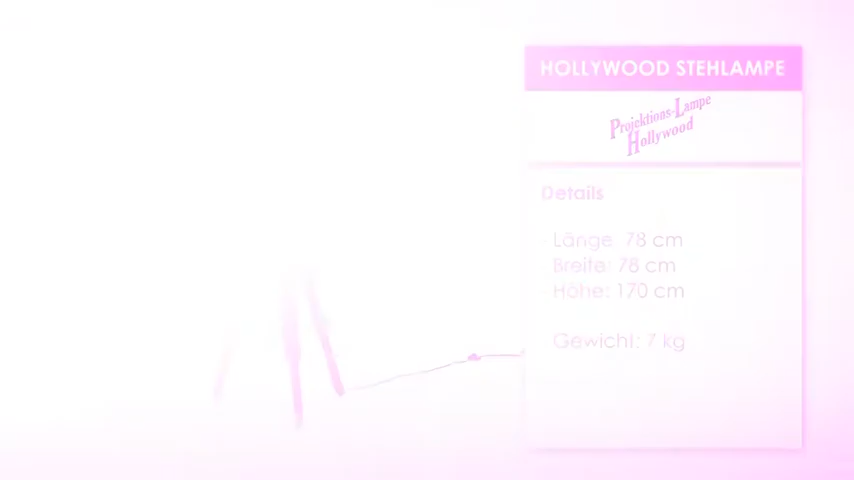 HOLLYWOOD STEHLAMPE
Projektions-Lampe
Hollywood
Details
- Länge: 78 cm
- Breite: 78 cm
- Höhe: 170 cm
Gewicht: 7 kg